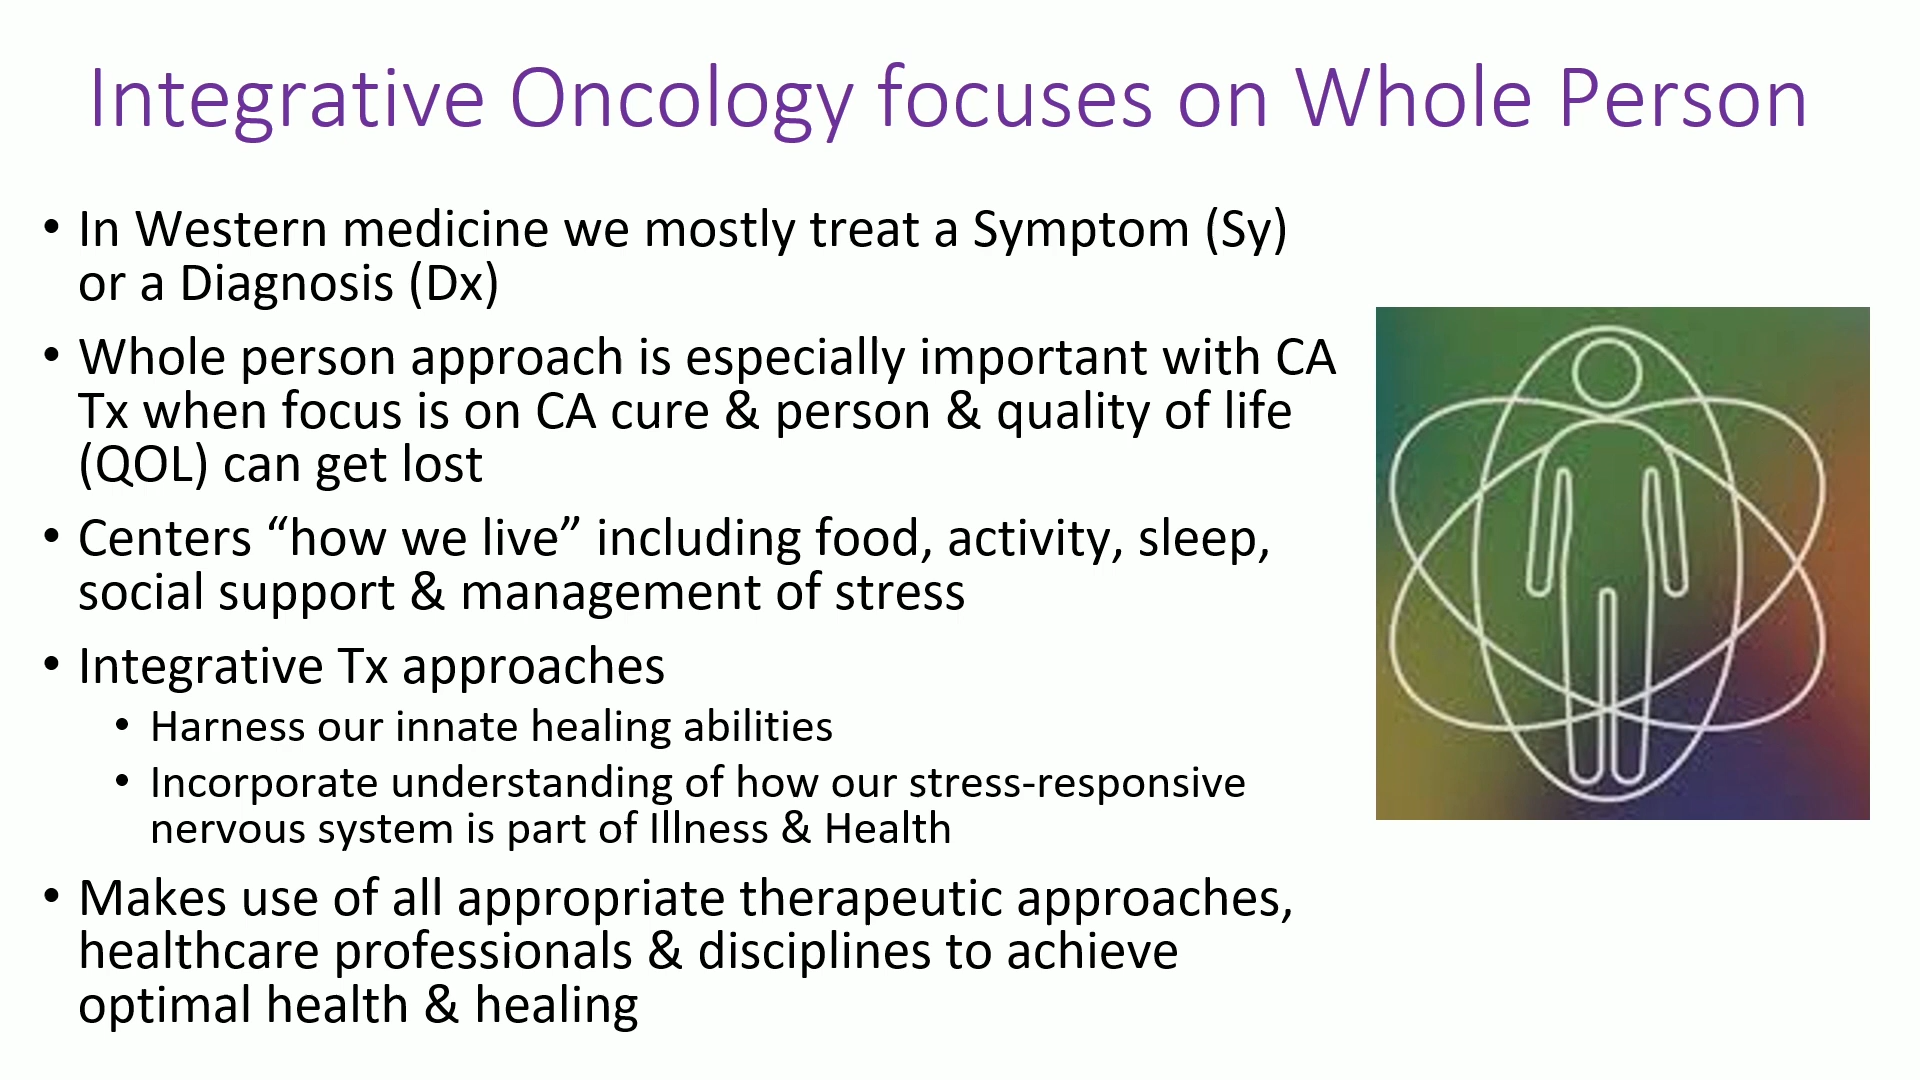 Integrative Oncology focuses on Whole Person
• In Western medicine we mostly treat a Symptom (Sy)
or a Diagnosis (Dx)
• Whole person approach is especially important with CA
Tx when focus is on CA cure & person & quality of life
(QOL) can get lost
• Centers “how we live” including food, activity, sleep,
social support & management of stress
• Integrative Tx approaches
• Harness our innate healing abilities
• Incorporate understanding of how our stress-responsive
nervous system is part of Illness & Health
• Makes use of all appropriate therapeutic approaches,
healthcare professionals & disciplines to achieve
optimal health & healing